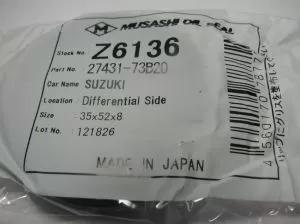 MUSASHI OIL SEAL
Stock No. Z6136
Part No. 27431-73B20
Car Name : SUZUKI
Location : Differential Side
Size : 35x52x8
Lot No. : 121826
MADE IN JAPAN